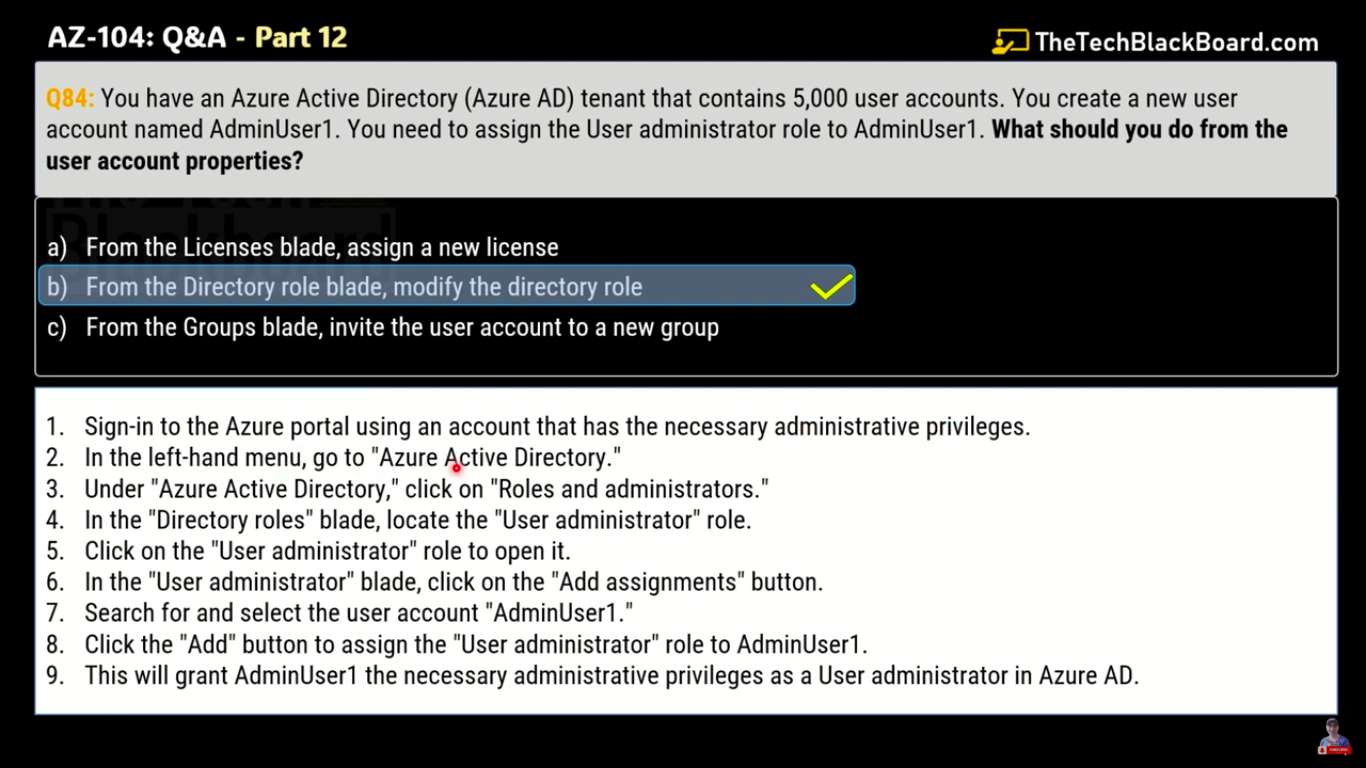 AZ-104: Q&A - Part 12
TheTechBlackBoard.com
Q84: You have an Azure Active Directory (Azure AD) tenant that contains 5,000 user accounts. You create a new user
account named AdminUser1. You need to assign the User administrator role to AdminUser1. What should you do from the
user account properties?
a) From the Licenses blade, assign a new license
b) From the Directory role blade, modify the directory role
c) From the Groups blade, invite the user account to a new group
1. Sign-in to the Azure portal using an account that has the necessary administrative privileges.
2. In the left-hand menu, go to "Azure Active Directory."
3. Under "Azure Active Directory," click on "Roles and administrators."
4. In the "Directory roles" blade, locate the "User administrator" role.
5. Click on the "User administrator" role to open it.
6. In the "User administrator" blade, click on the "Add assignments" button.
7. Search for and select the user account "AdminUser1."
8. Click the "Add" button to assign the "User administrator" role to AdminUser1.
9. This will grant AdminUser1 the necessary administrative privileges as a User administrator in Azure AD.